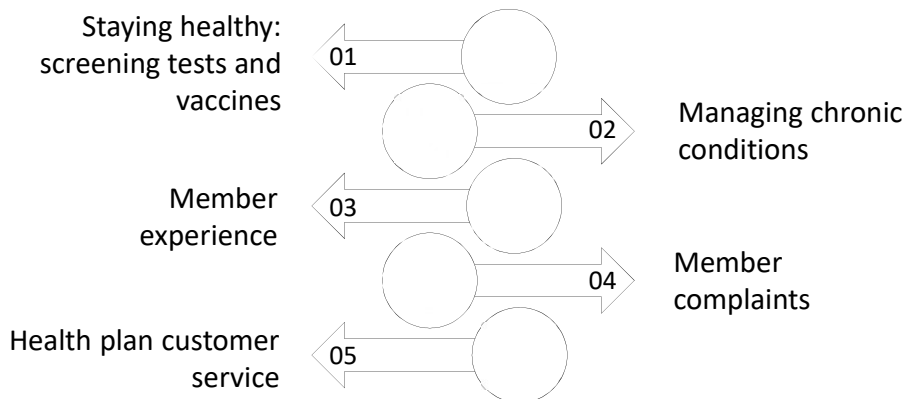 Staying healthy:
screening tests and
vaccines
01
02
Managing chronic
conditions
Member
experience
03
04
Member
complaints
Health plan customer
service
05